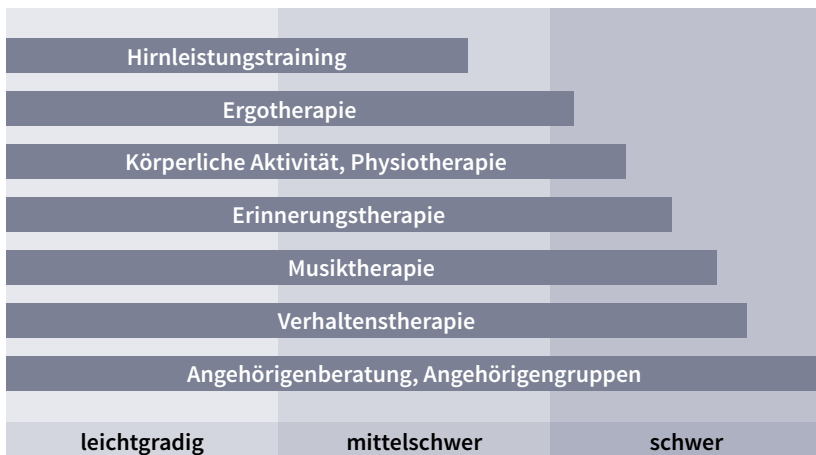 Hirnleistungstraining
Ergotherapie
Körperliche Aktivität, Physiotherapie
Erinnerungstherapie
Musiktherapie
Verhaltenstherapie
Angehörigenberatung, Angehörigengruppen
leichtgradig mittelschwer schwer